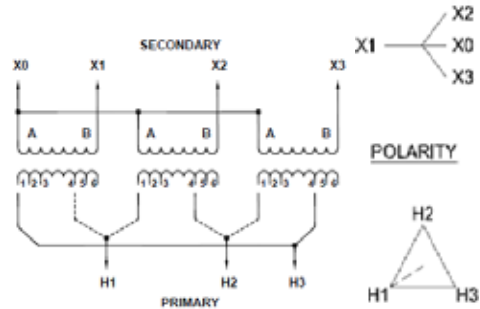 SECONDARY
X0 X1 X2 X3
A B A B A B
1 2 3 4 5 6 1 2 3 4 5 6 1 2 3 4 5 6
H1 H2 H3
PRIMARY
X2
X1 X0
X3
POLARITY
H2
H1 H3